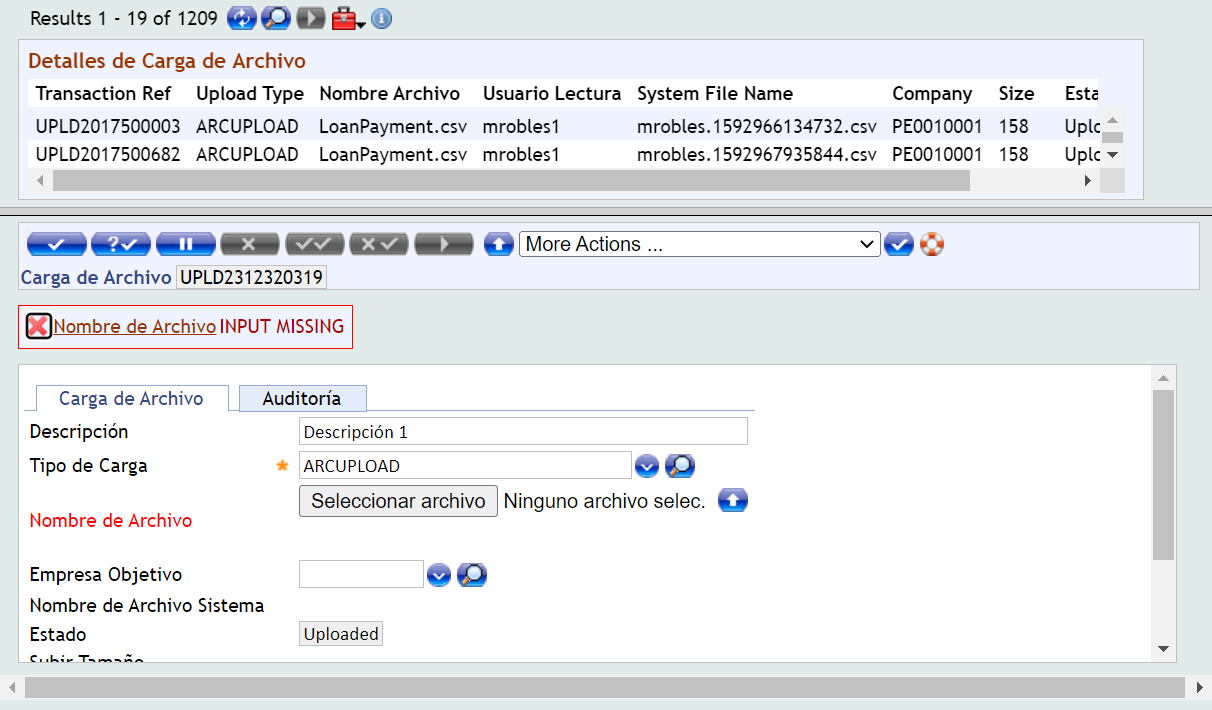 Results 1 - 19 of 1209
Detalles de Carga de Archivo
Transaction Ref Upload Type Nombre Archivo Usuario Lectura System File Name Company Size Esta
UPLD2017500003 ARCUPLOAD LoanPayment.csv mrobles1 mrobles.1592966134732.csv PE0010001 158 Uplo
UPLD2017500682 ARCUPLOAD LoanPayment.csv mrobles1 mrobles.1592967935844.csv PE0010001 158 Uplo
More Actions ...
Carga de Archivo UPLD2312320319
Nombre de Archivo INPUT MISSING
Carga de Archivo Auditoría
Descripción Descripción 1
Tipo de Carga * ARCUPLOAD
Seleccionar archivo Ninguno archivo selec.
Nombre de Archivo
Empresa Objetivo
Nombre de Archivo Sistema
Estado Uploaded
Subir Tamaño